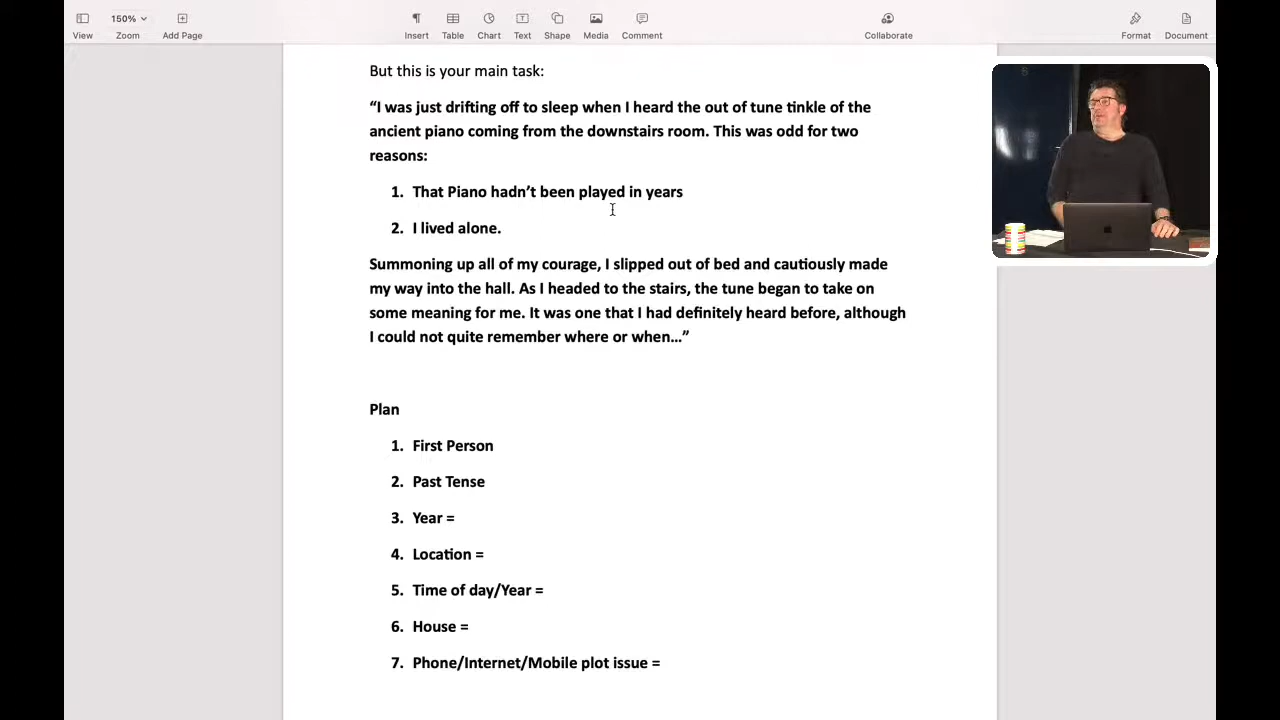 150%
View
Zoom
Add Page
Insert
Table
Chart
Text
Shape
Media
Comment
Collaborate
Format
Document
But this is your main task:
“I was just drifting off to sleep when I heard the out of tune tinkle of the
ancient piano coming from the downstairs room. This was odd for two
reasons:
1. That Piano hadn’t been played in years
2. I lived alone.
Summoning up all of my courage, I slipped out of bed and cautiously made
my way into the hall. As I headed to the stairs, the tune began to take on
some meaning for me. It was one that I had definitely heard before, although
I could not quite remember where or when…”
Plan
1. First Person
2. Past Tense
3. Year =
4. Location =
5. Time of day/Year =
6. House =
7. Phone/Internet/Mobile plot issue =